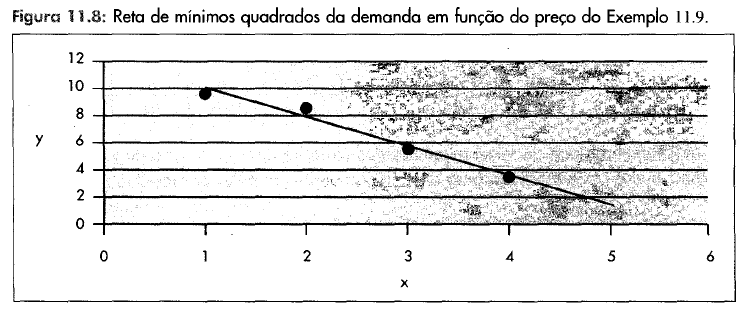 Figura 11.8: Reta de mínimos quadrados da demanda em função do preço do Exemplo 11.9.
12
10
8
y
6
4
2
0
0 1 2 3 4 5 6
x